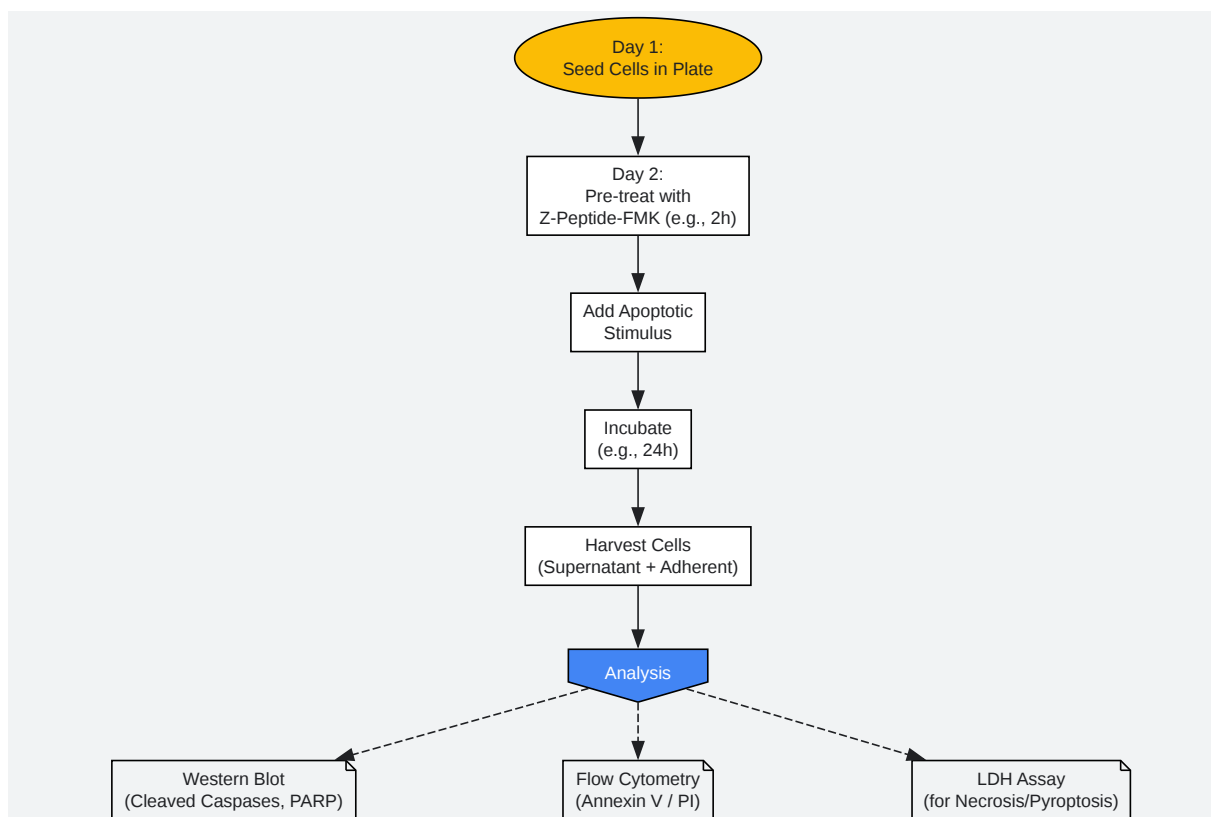 Day 1:
Seed Cells in Plate
Day 2:
Pre-treat with
Z-Peptide-FMK (e.g., 2h)
Add Apoptotic
Stimulus
Incubate
(e.g., 24h)
Harvest Cells
(Supernatant + Adherent)
Analysis
Western Blot
(Cleaved Caspases, PARP)
Flow Cytometry
(Annexin V / PI)
LDH Assay
(for Necrosis/Pyroptosis)